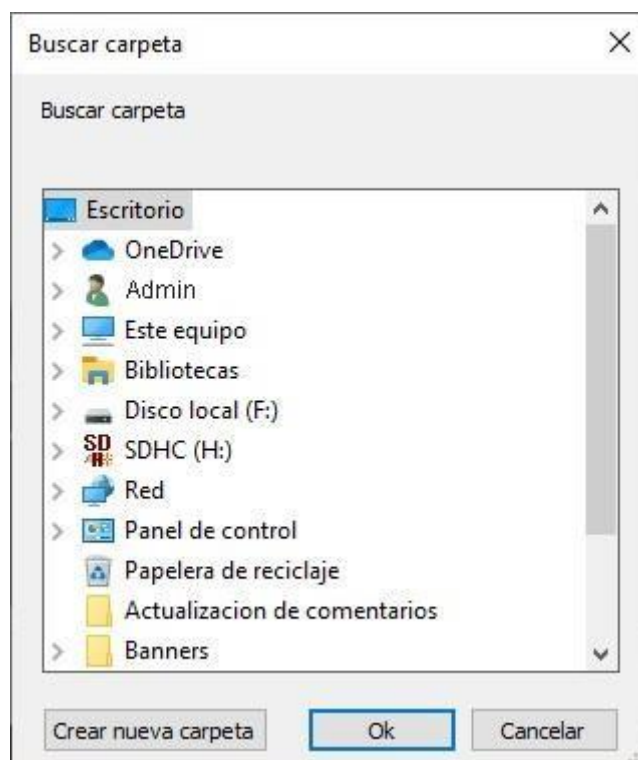 Buscar carpeta
Buscar carpeta
Escritorio
OneDrive
Admin
Este equipo
Bibliotecas
Disco local (F:)
SD
SDHC (H:)
Red
Panel de control
Papelera de reciclaje
Actualizacion de comentarios
Banners
Crear nueva carpeta Ok Cancelar